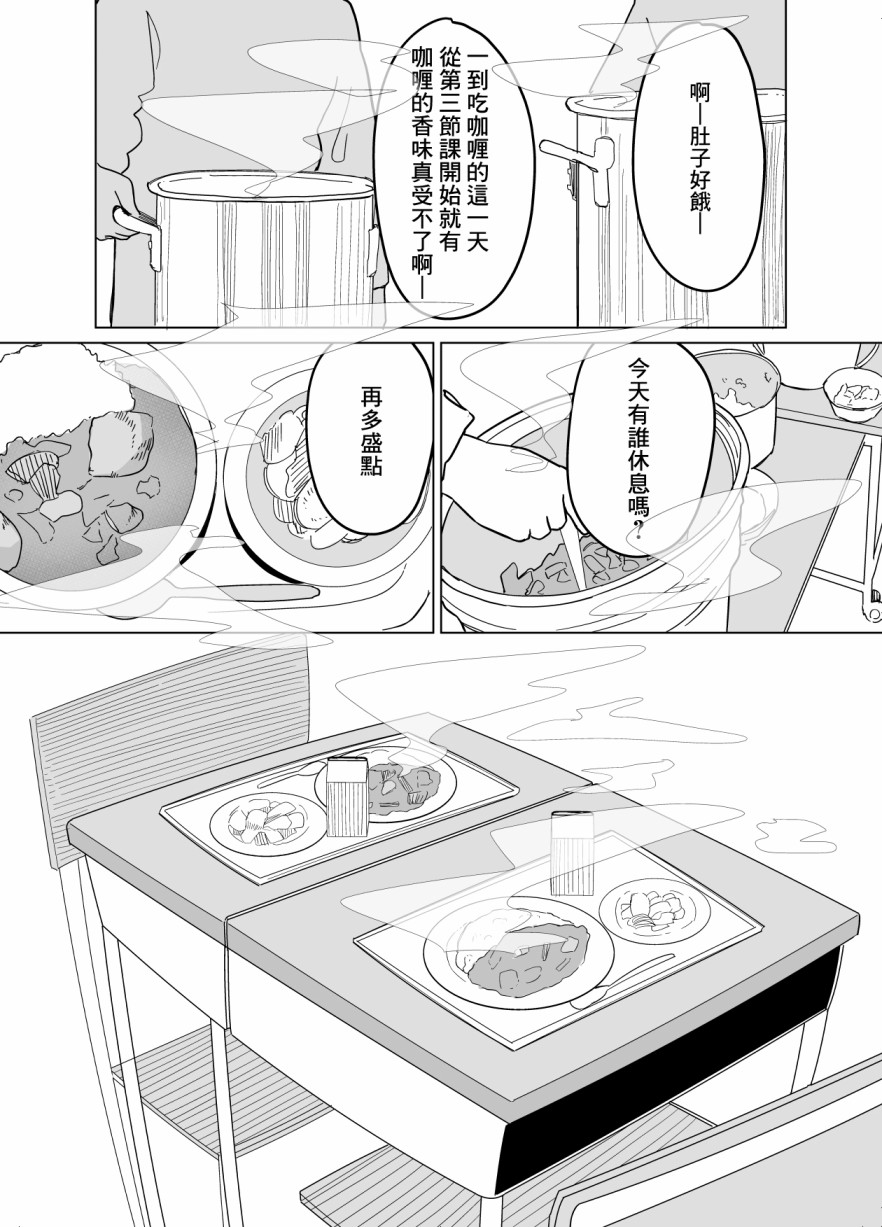 啊—肚子好餓—
一到吃咖喱的這一天
從第三節課開始就有
咖喱的香味真受不了啊—
今天有誰休息嗎？
再多盛點